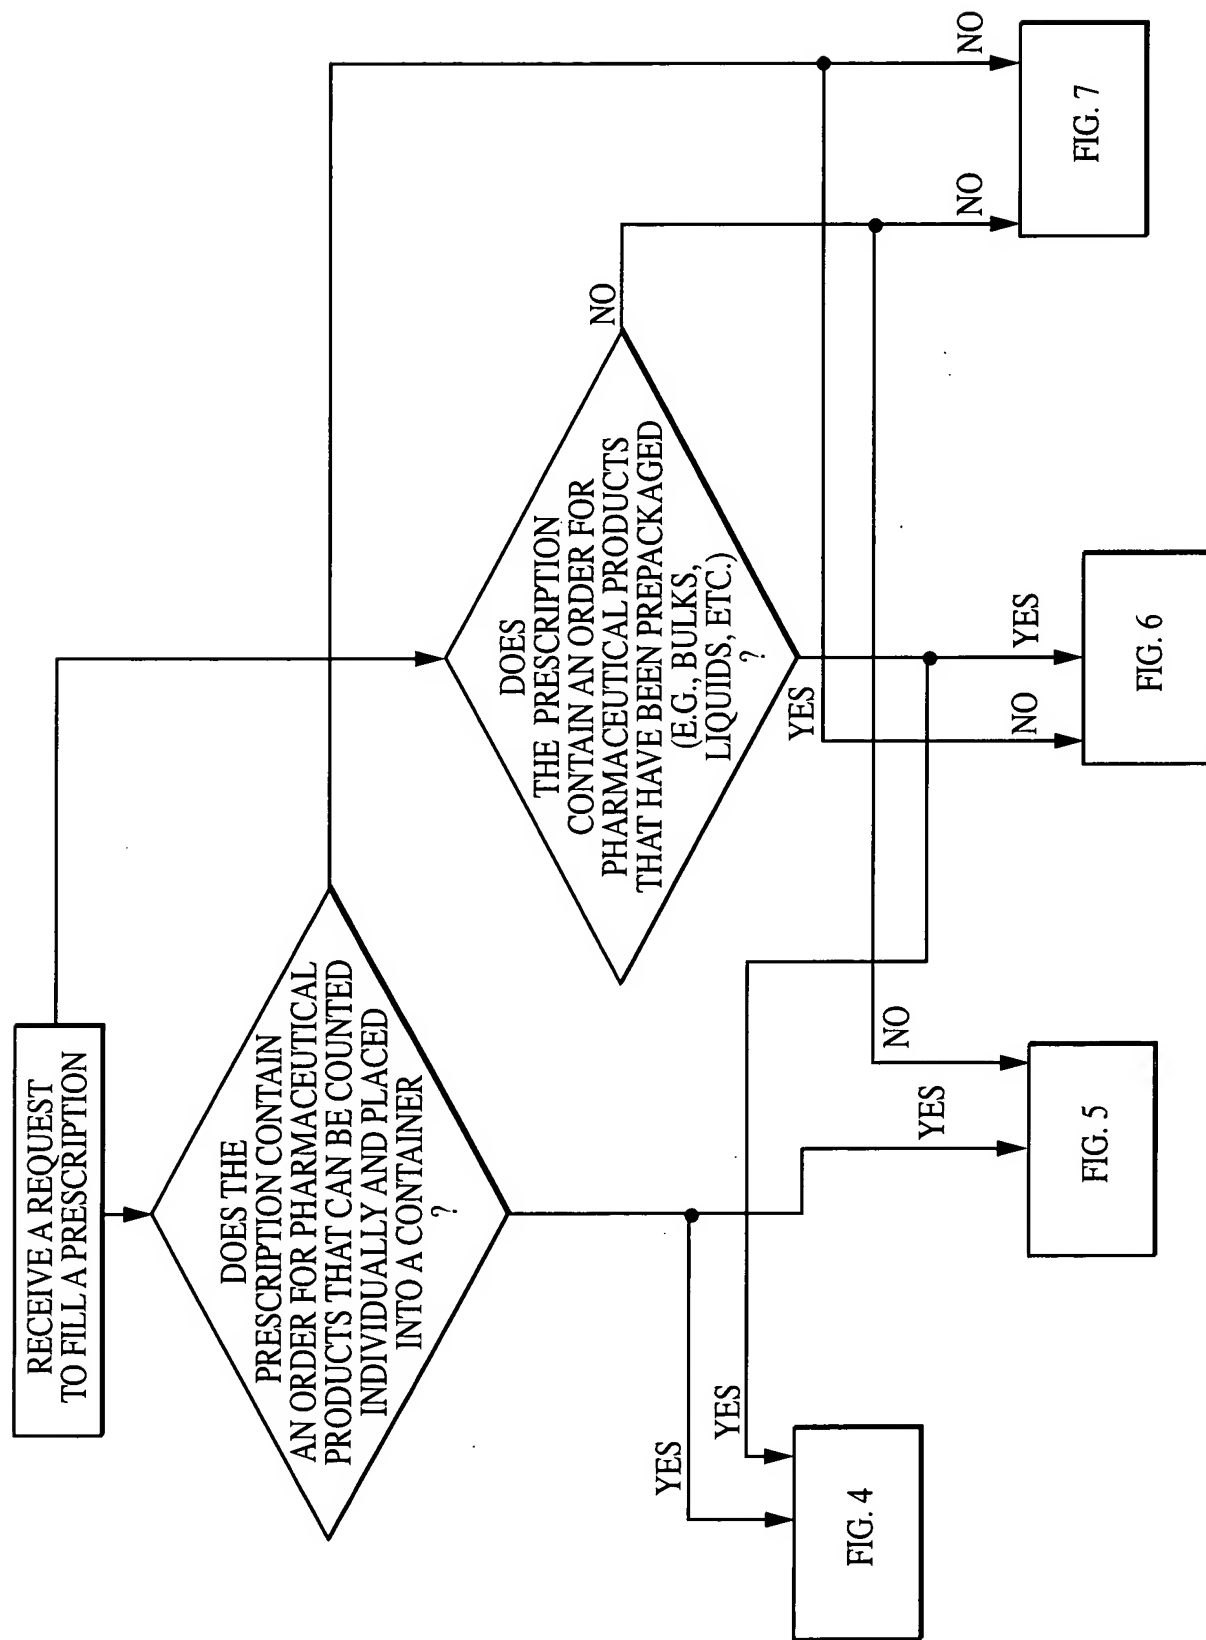 RECEIVE A REQUEST
TO FILL A PRESCRIPTION
DOES THE
PRESCRIPTION CONTAIN
AN ORDER FOR PHARMACEUTICAL
PRODUCTS THAT CAN BE COUNTED
INDIVIDUALLY AND PLACED
INTO A CONTAINER
?
DOES
THE PRESCRIPTION
CONTAIN AN ORDER FOR
PHARMACEUTICAL PRODUCTS
THAT HAVE BEEN PREPACKAGED
(E.G., BULKS,
LIQUIDS, ETC.)
?
NO
YES
YES
YES
YES
NO
NO
YES
NO
NO
FIG. 4
FIG. 5
FIG. 6
FIG. 7